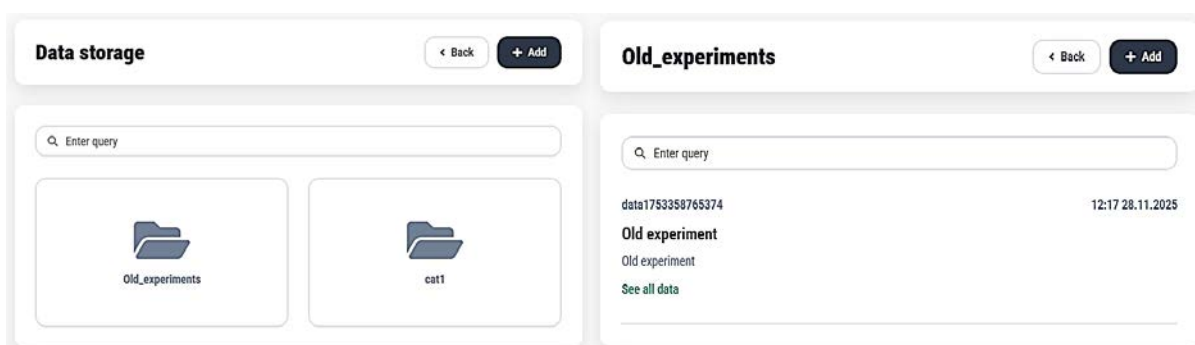 Data storage
< Back
+ Add
Enter query
Old_experiments
cat1
Old_experiments
< Back
+ Add
Enter query
data1753358765374
12:17 28.11.2025
Old experiment
Old experiment
See all data